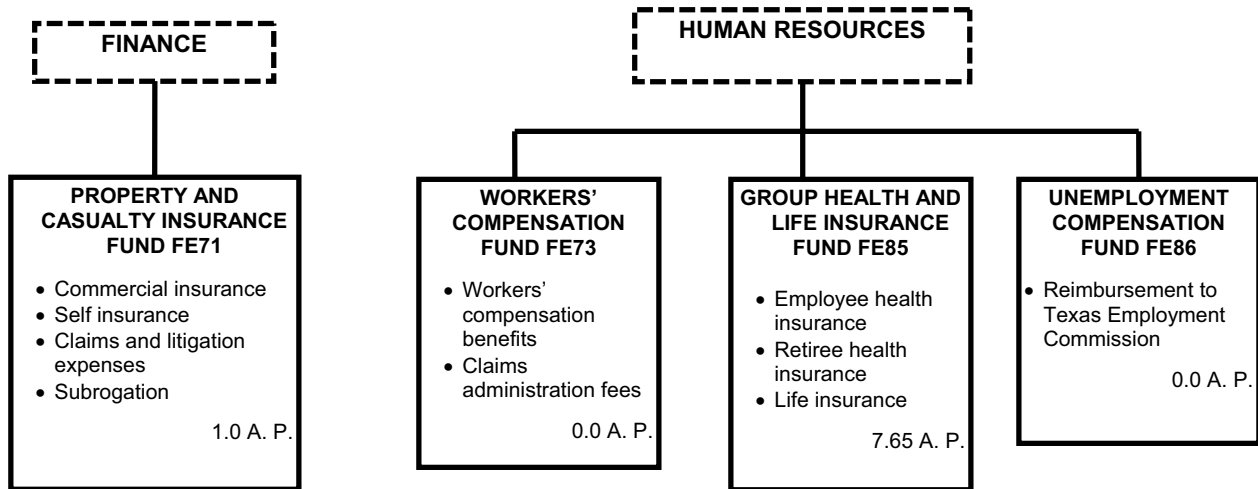 FINANCE
HUMAN RESOURCES
PROPERTY AND
CASUALTY INSURANCE
FUND FE71
• Commercial insurance
• Self insurance
• Claims and litigation
expenses
• Subrogation
1.0 A. P.
WORKERS’
COMPENSATION
FUND FE73
• Workers’
compensation
benefits
• Claims
administration fees
0.0 A. P.
GROUP HEALTH AND
LIFE INSURANCE
FUND FE85
• Employee health
insurance
• Retiree health
insurance
• Life insurance
7.65 A. P.
UNEMPLOYMENT
COMPENSATION
FUND FE86
• Reimbursement to
Texas Employment
Commission
0.0 A. P.